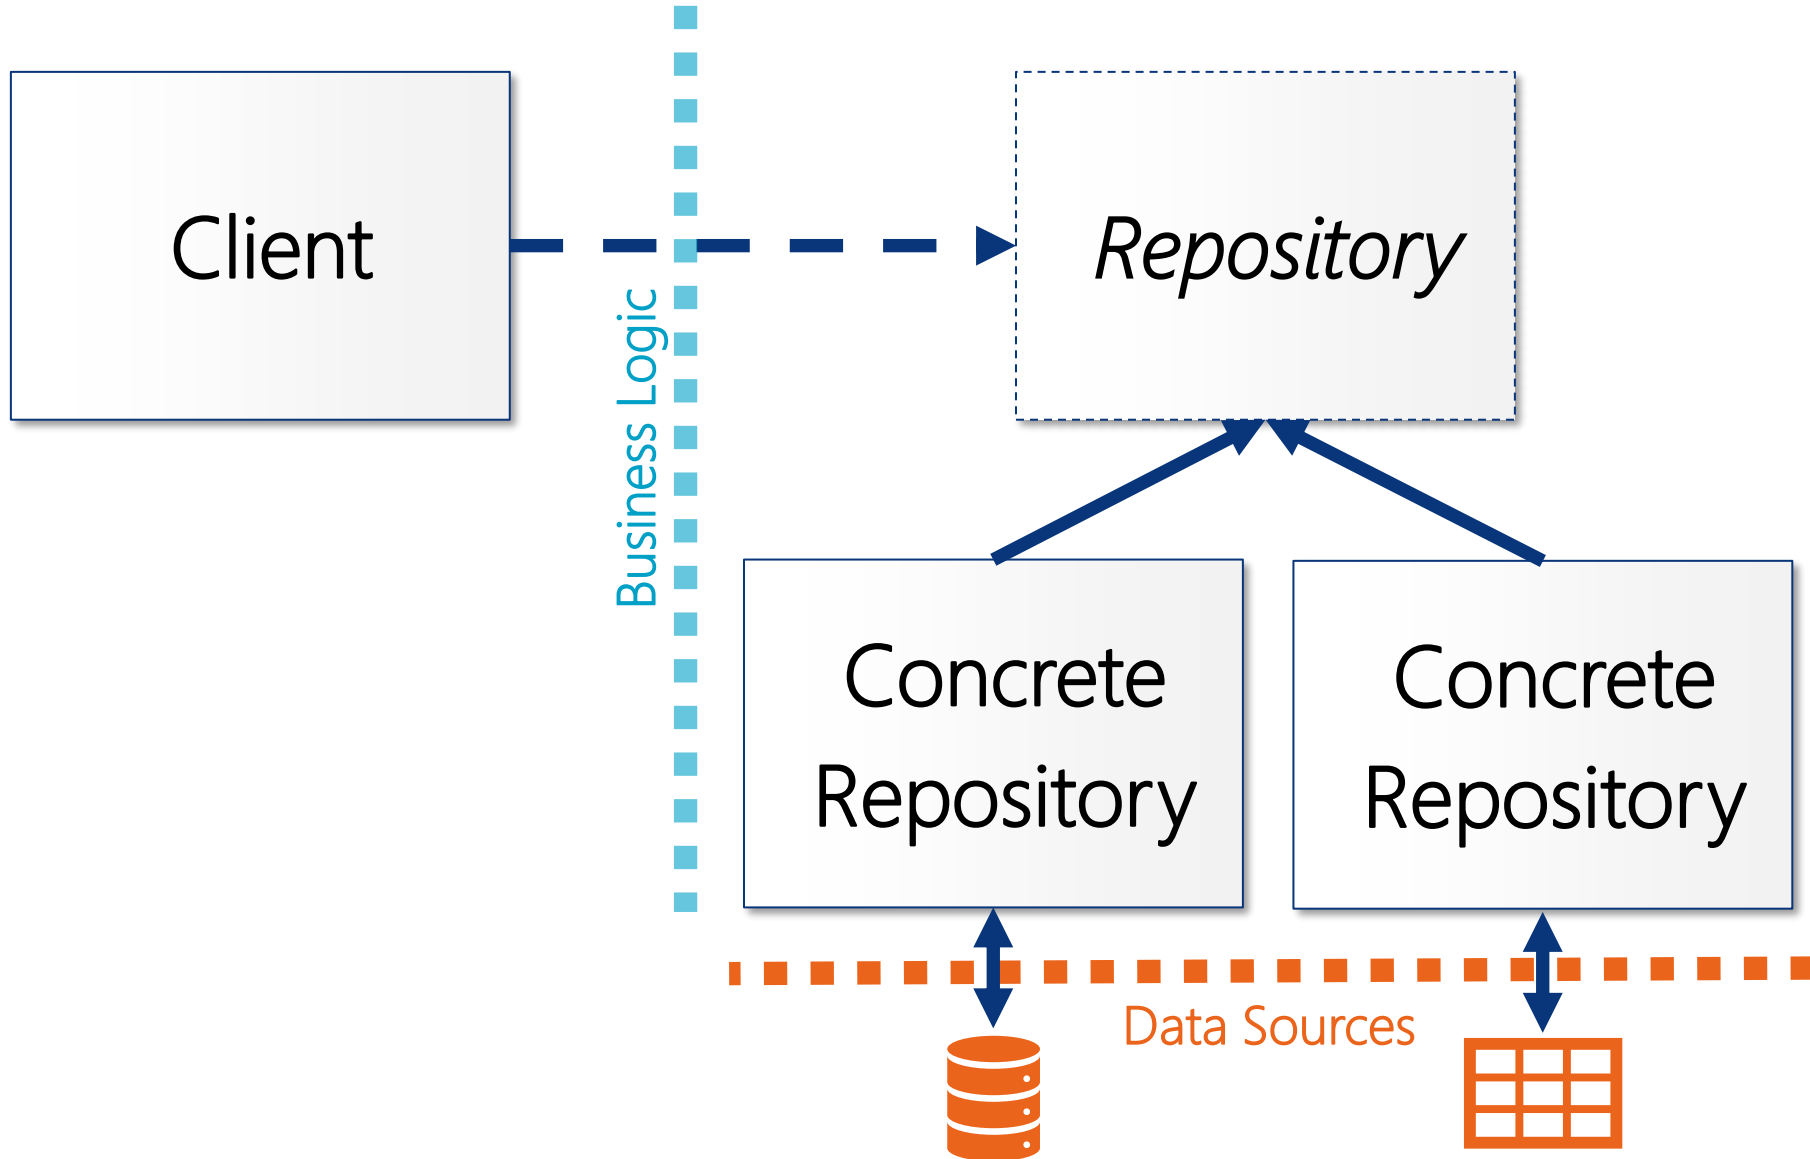 Client
Repository
Business Logic
Concrete
Repository
Concrete
Repository
Data Sources